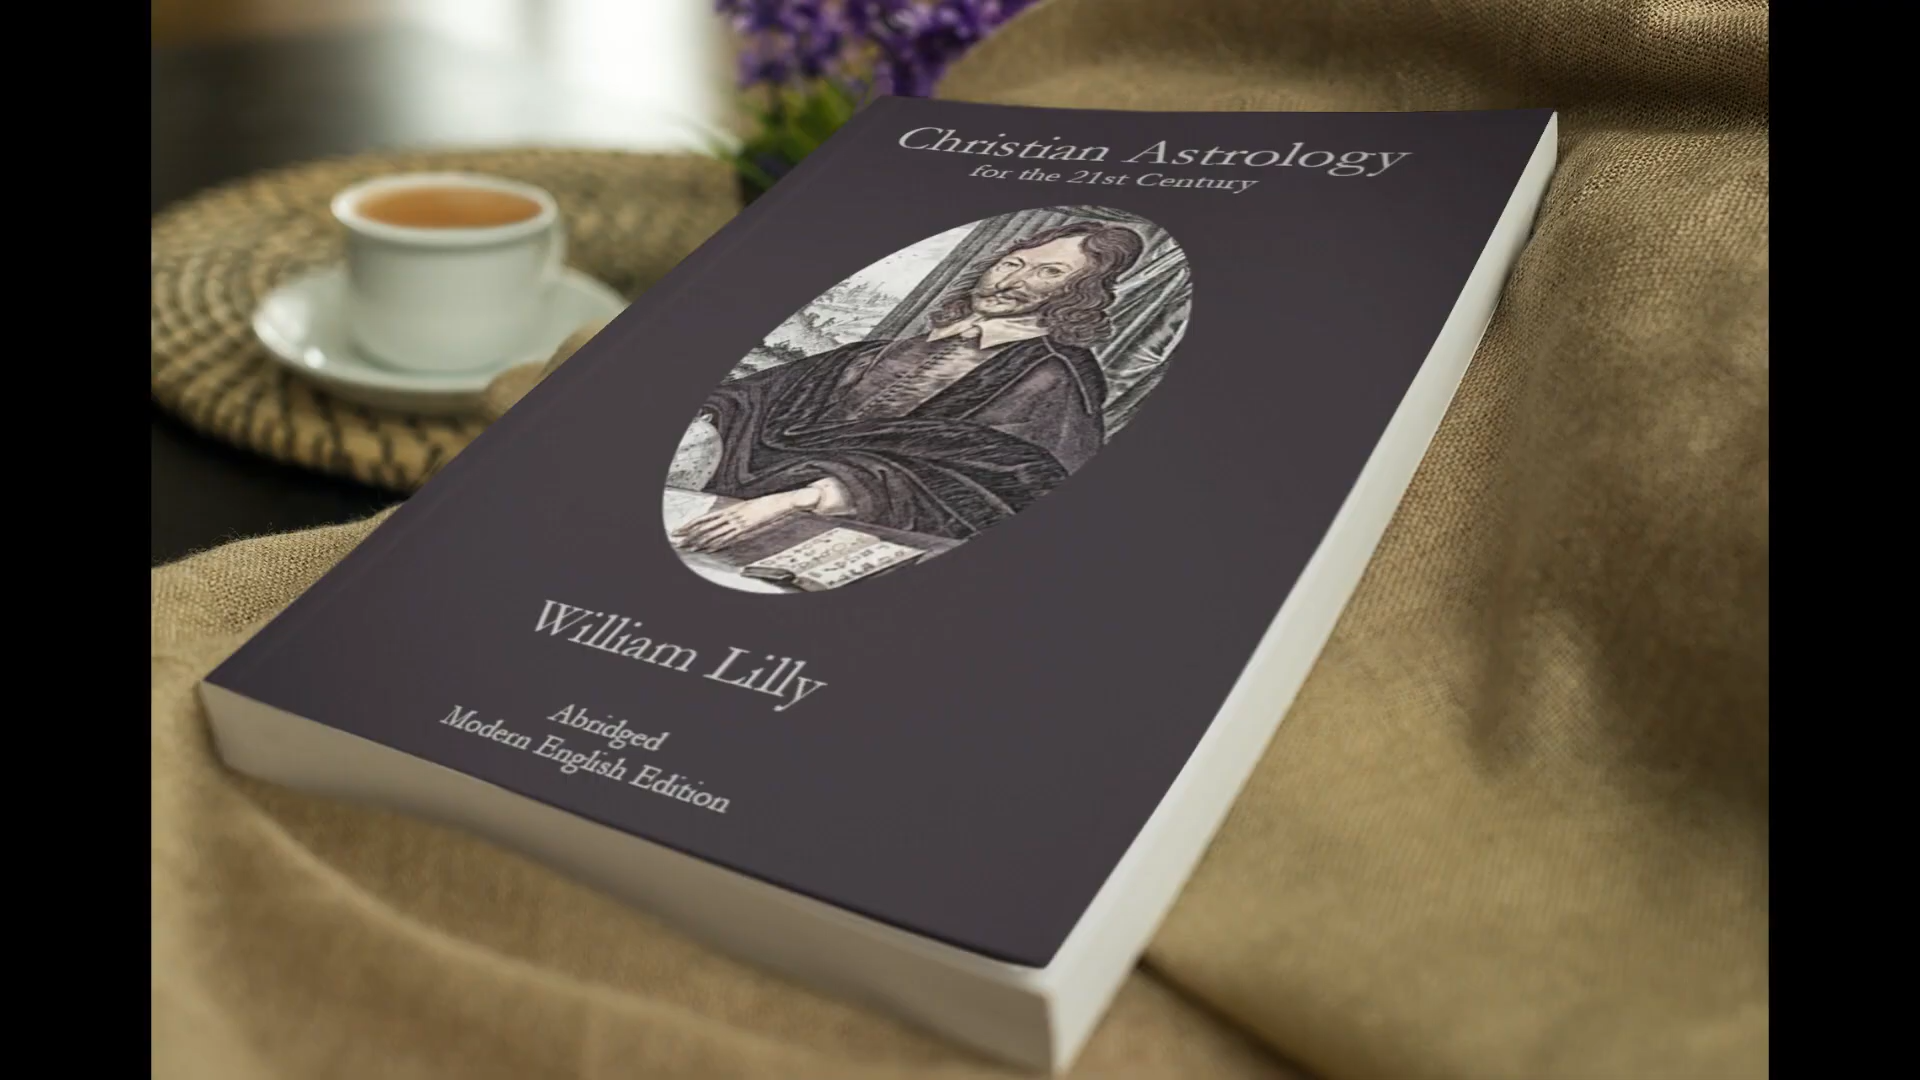 Christian Astrology
for the 21st Century
William Lilly
Abridged
Modern English Edition